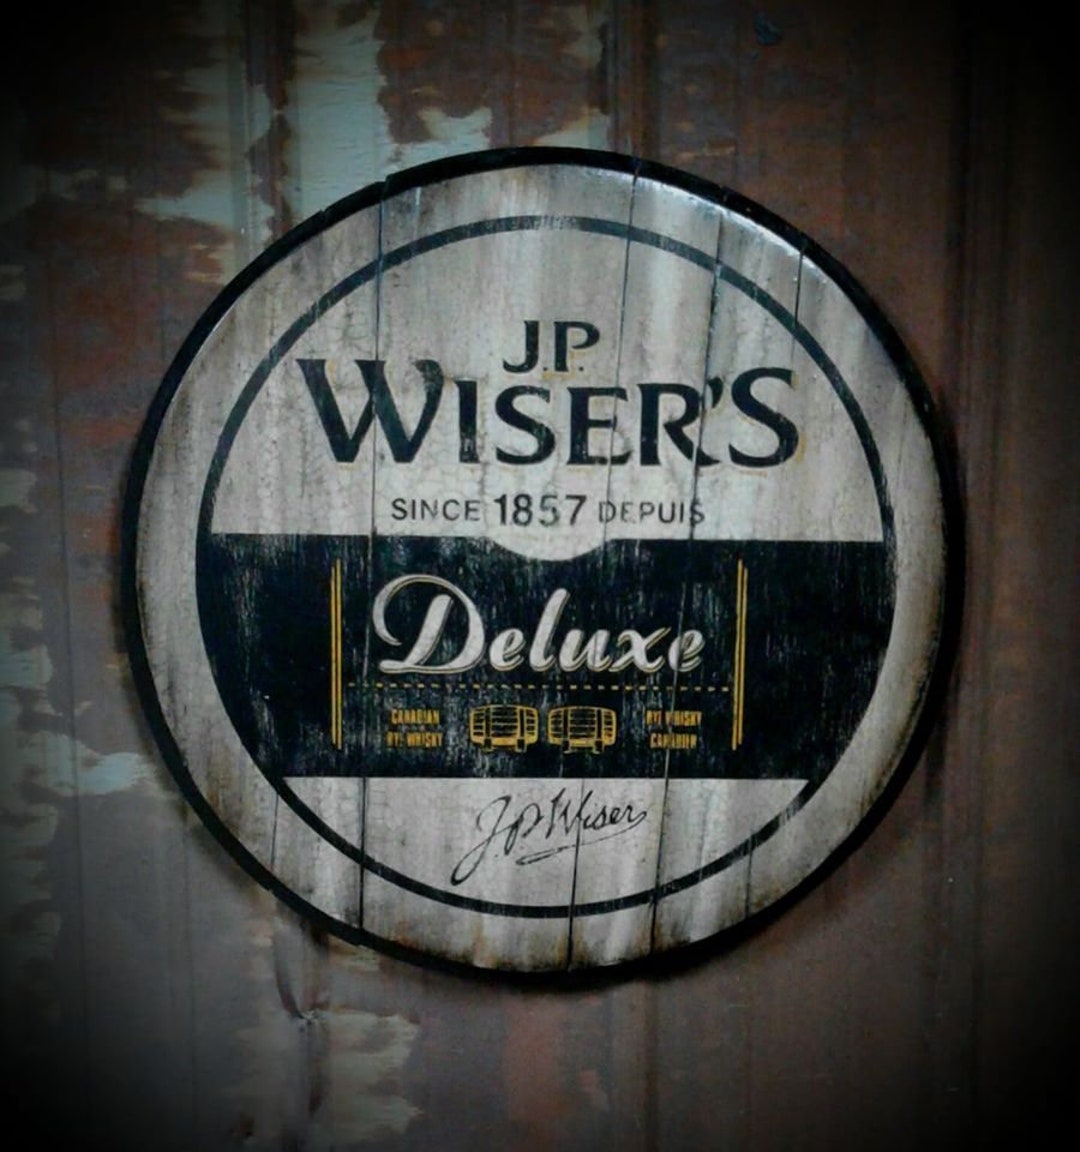 J.P.
WISER'S
SINCE 1857 DEPUIS
Deluxe
CANADIAN
RYE WHISKY
RYE WHISKY
CANADIEN
J.P. Wiser